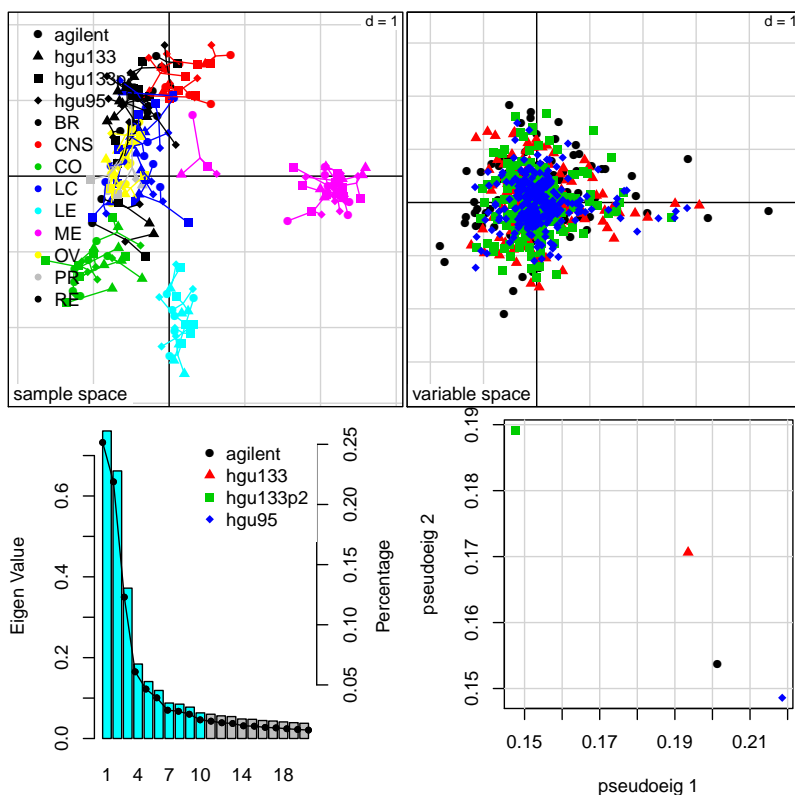 d = 1
agilent
hgu133
hgu133p2
hgu95
BR
CNS
CO
LC
LE
ME
OV
PR
RE
sample space
d = 1
variable space
Eigen Value
0.0
0.2
0.4
0.6
1
4
7
10
14
18
Percentage
0.05
0.10
0.15
0.20
0.25
agilent
hgu133
hgu133p2
hgu95
pseudoeig 2
0.15
0.16
0.17
0.18
0.19
0.15
0.17
0.19
0.21
pseudoeig 1